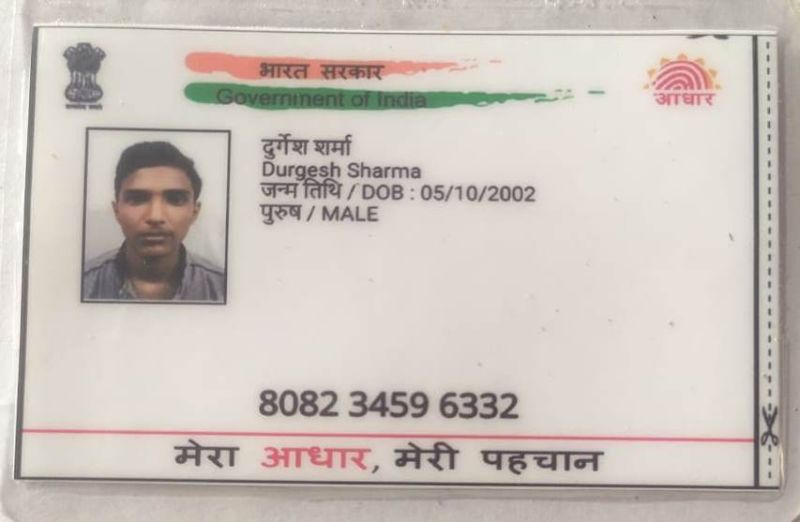 भारत सरकार
Government of India
आधार
दुर्गेश शर्मा
Durgesh Sharma
जन्म तिथि / DOB : 05/10/2002
पुरुष / MALE
8082 3459 6332
मेरा आधार, मेरी पहचान